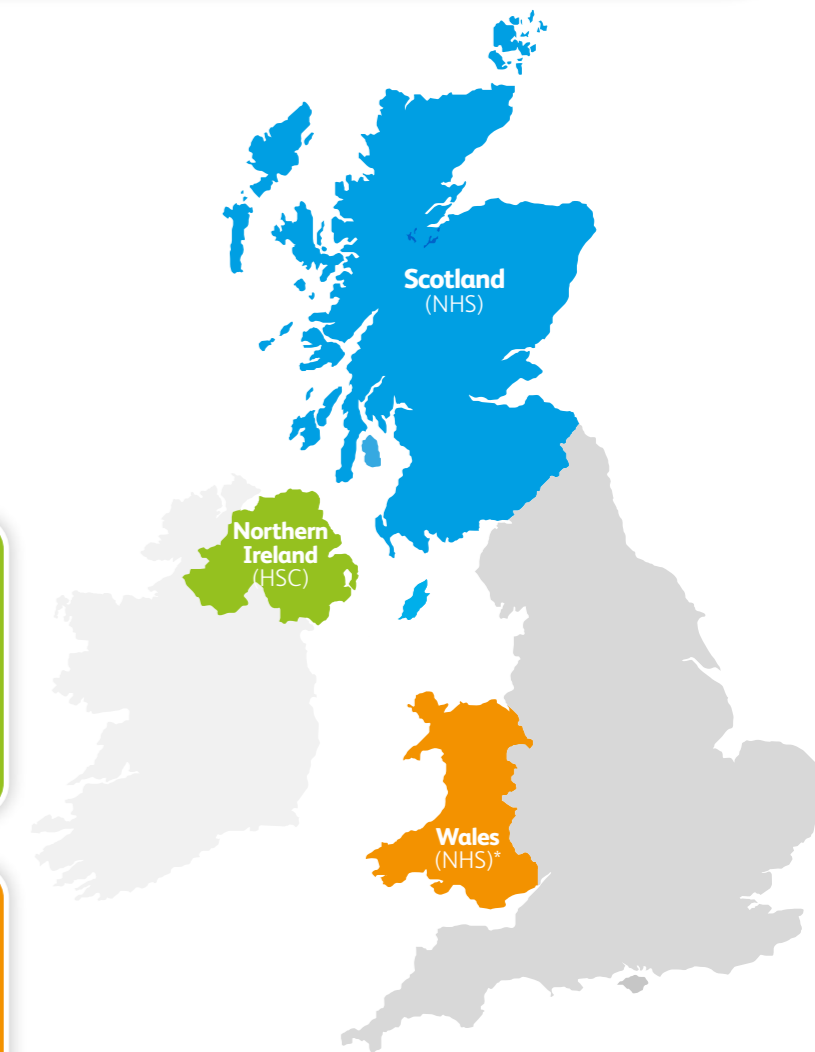 Scotland
(NHS)
Northern
Ireland
(HSC)
Wales
(NHS)*